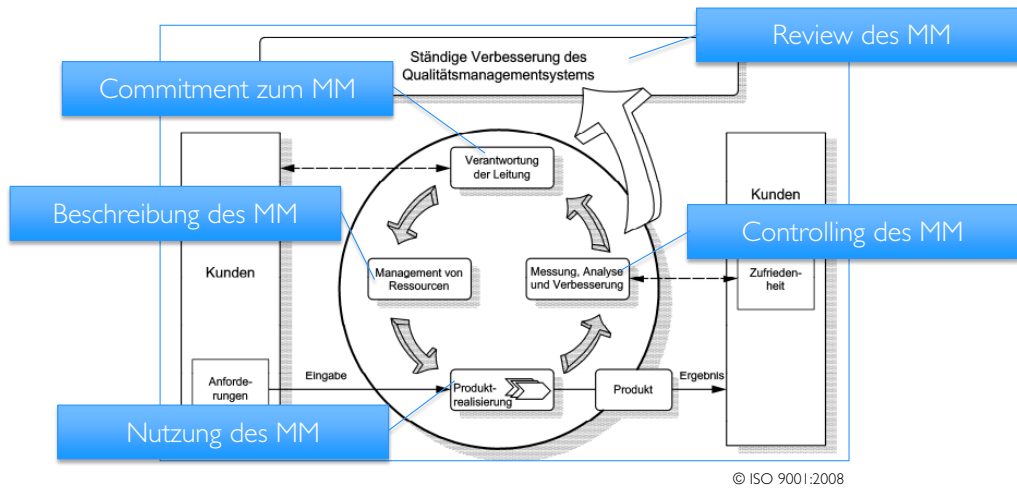 Review des MM
Ständige Verbesserung des
Qualitätsmanagementsystems
Commitment zum MM
Verantwortung
der Leitung
Kunden
Beschreibung des MM
Controlling des MM
Kunden
Management von
Ressourcen
Messung, Analyse
und Verbesserung
Zufrieden-
heit
Anforde-
rungen
Eingabe
Produkt-
realisierung
Produkt
Ergebnis
Nutzung des MM
© ISO 9001:2008